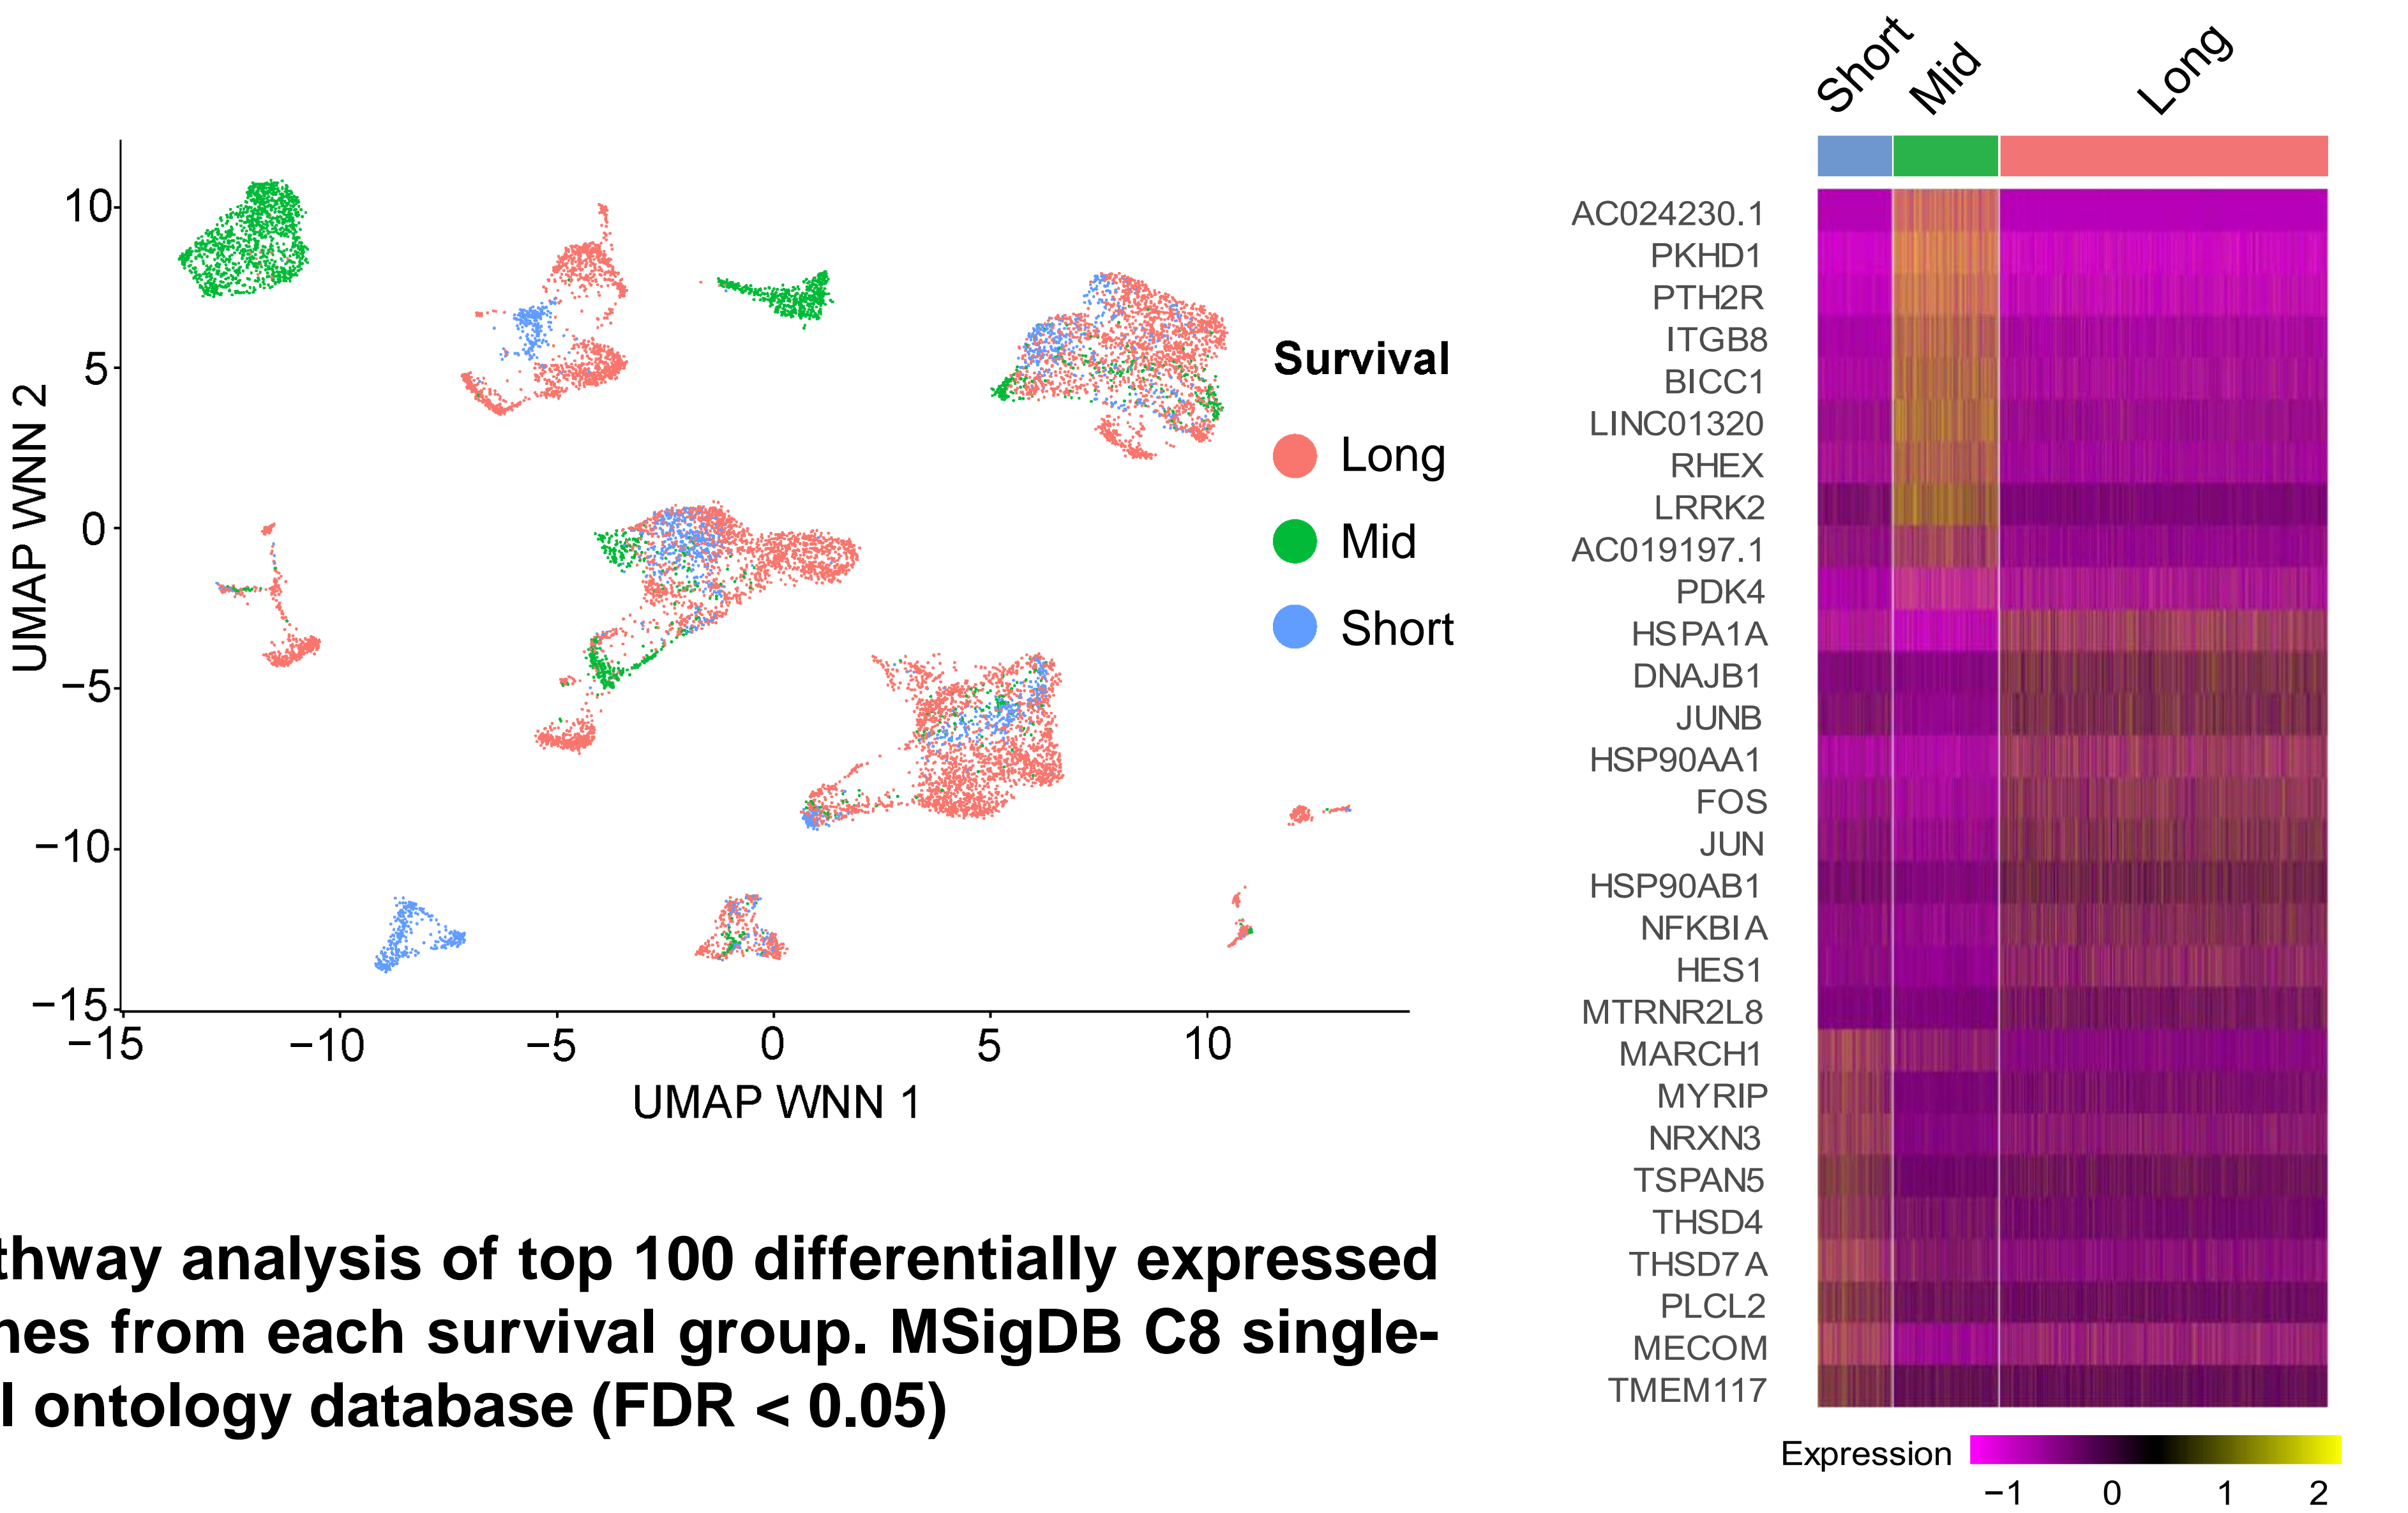 Short
Mid
Long
10
5
0
−5
−10
−15
UMAP WNN 2
−15
−10
−5
0
5
10
UMAP WNN 1
Survival
Long
Mid
Short
AC024230.1
PKHD1
PTH2R
ITGB8
BICC1
LINC01320
RHEX
LRRK2
AC019197.1
PDK4
HSPA1A
DNAJB1
JUNB
HSP90AA1
FOS
JUN
HSP90AB1
NFKBIA
HES1
MTRNR2L8
MARCH1
MYRIP
NRXN3
TSPAN5
THSD4
THSD7A
PLCL2
MECOM
TMEM117
Expression
−1 0 1 2
thway analysis of top 100 differentially expressed
nes from each survival group. MSigDB C8 single-
l ontology database (FDR < 0.05)